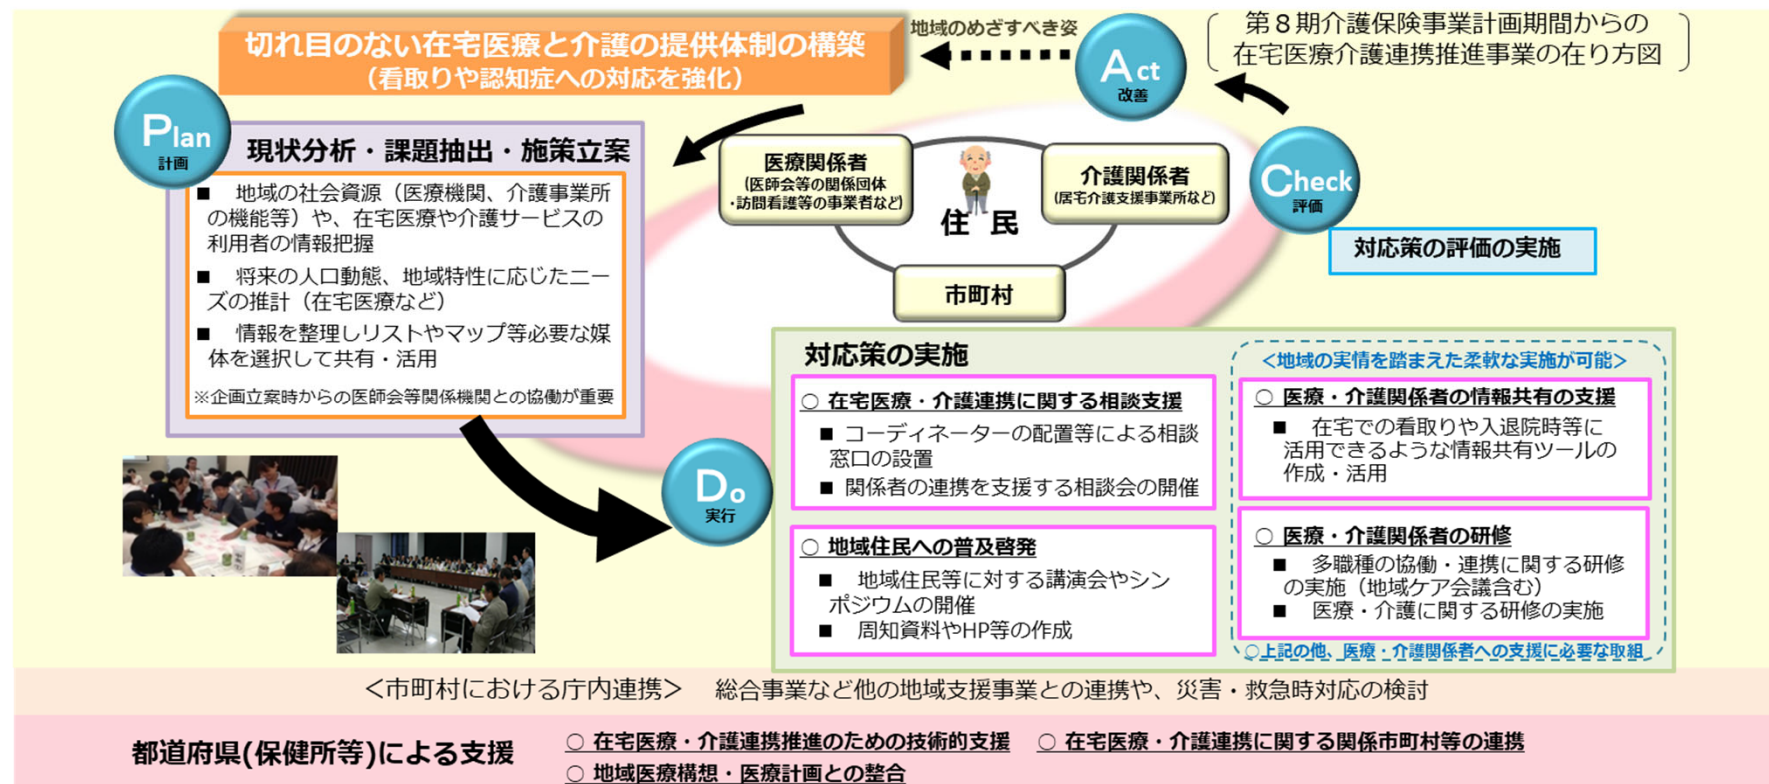 切れ目のない在宅医療と介護の提供体制の構築
（看取りや認知症への対応を強化）
地域のめざすべき姿
Act
改善
第８期介護保険事業計画期間からの
在宅医療介護連携推進事業の在り方図
Plan
計画
現状分析・課題抽出・施策立案
■ 地域の社会資源（医療機関、介護事業所
の機能等）や、在宅医療や介護サービスの
利用者の情報把握
■ 将来の人口動態、地域特性に応じたニー
ズの推計（在宅医療など）
■ 情報を整理しリストやマップ等必要な媒
体を選択して共有・活用
※企画立案時からの医師会等関係機関との協働が重要
医療関係者
（医師会等の関係団体
・訪問看護等の事業者など）
住 民
介護関係者
（居宅介護支援事業所など）
市町村
Check
評価
対応策の評価の実施
Do
実行
対応策の実施
○ 在宅医療・介護連携に関する相談支援
■ コーディネーターの配置等による相談
窓口の設置
■ 関係者の連携を支援する相談会の開催
○ 地域住民への普及啓発
■ 地域住民等に対する講演会やシン
ポジウムの開催
■ 周知資料やHP等の作成
＜地域の実情を踏まえた柔軟な実施が可能＞
○ 医療・介護関係者の情報共有の支援
■ 在宅での看取りや入退院時等に
活用できるような情報共有ツールの
作成・活用
○ 医療・介護関係者の研修
■ 多職種の協働・連携に関する研修
の実施（地域ケア会議含む）
■ 医療・介護に関する研修の実施
○上記の他、医療・介護関係者への支援に必要な取組
＜市町村における庁内連携＞ 総合事業など他の地域支援事業との連携や、災害・救急時対応の検討
都道府県(保健所等)による支援
○ 在宅医療・介護連携推進のための技術的支援 ○ 在宅医療・介護連携に関する関係市町村等の連携
○ 地域医療構想・医療計画との整合